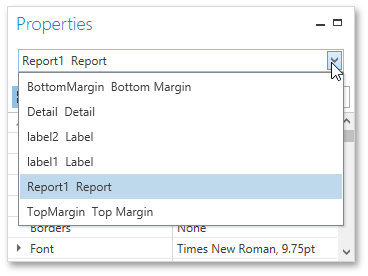 Properties
Report1 Report
BottomMargin Bottom Margin
Detail Detail
label2 Label
label1 Label
Report1 Report
TopMargin Top Margin
Borders None
Font Times New Roman, 9.75pt